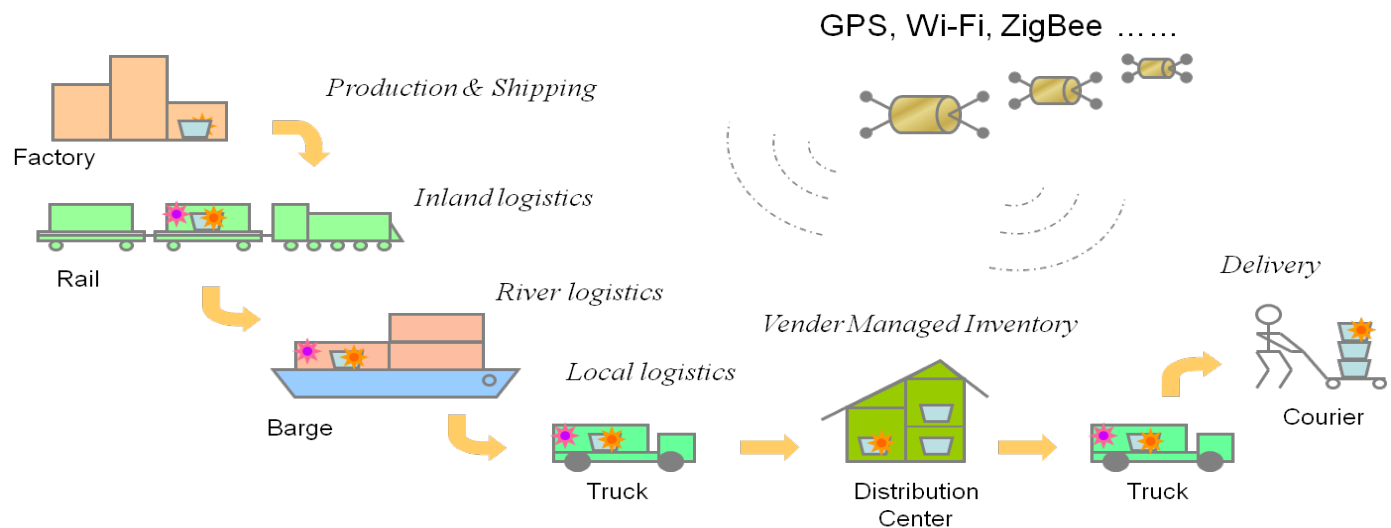 GPS, Wi-Fi, ZigBee ……
Production & Shipping
Factory
Inland logistics
Rail
River logistics
Delivery
Vender Managed Inventory
Local logistics
Barge
Courier
Truck
Distribution
Center
Truck